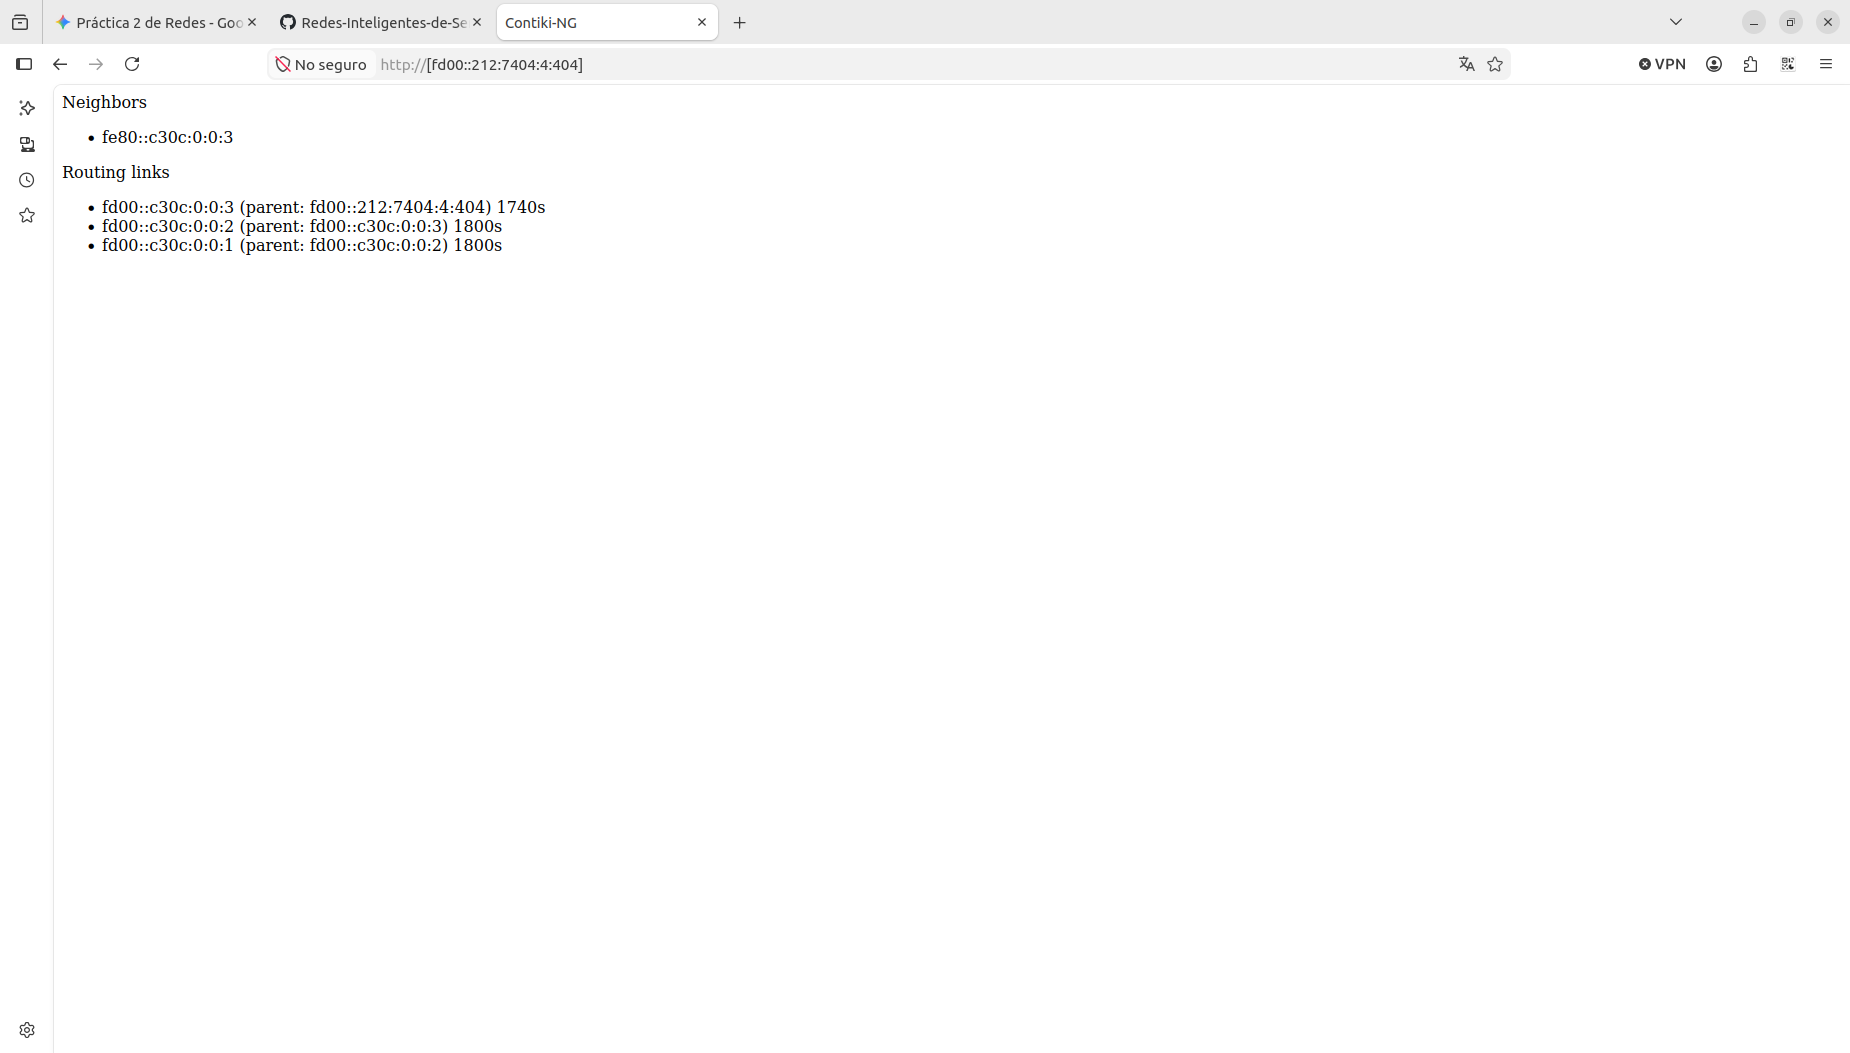 Práctica 2 de Redes - Goo
Redes-Inteligentes-de-Se
Contiki-NG
No seguro
http://[fd00::212:7404:4:404]
VPN
Neighbors
• fe80::c30c:0:0:3
Routing links
• fd00::c30c:0:0:3 (parent: fd00::212:7404:4:404) 1740s
• fd00::c30c:0:0:2 (parent: fd00::c30c:0:0:3) 1800s
• fd00::c30c:0:0:1 (parent: fd00::c30c:0:0:2) 1800s